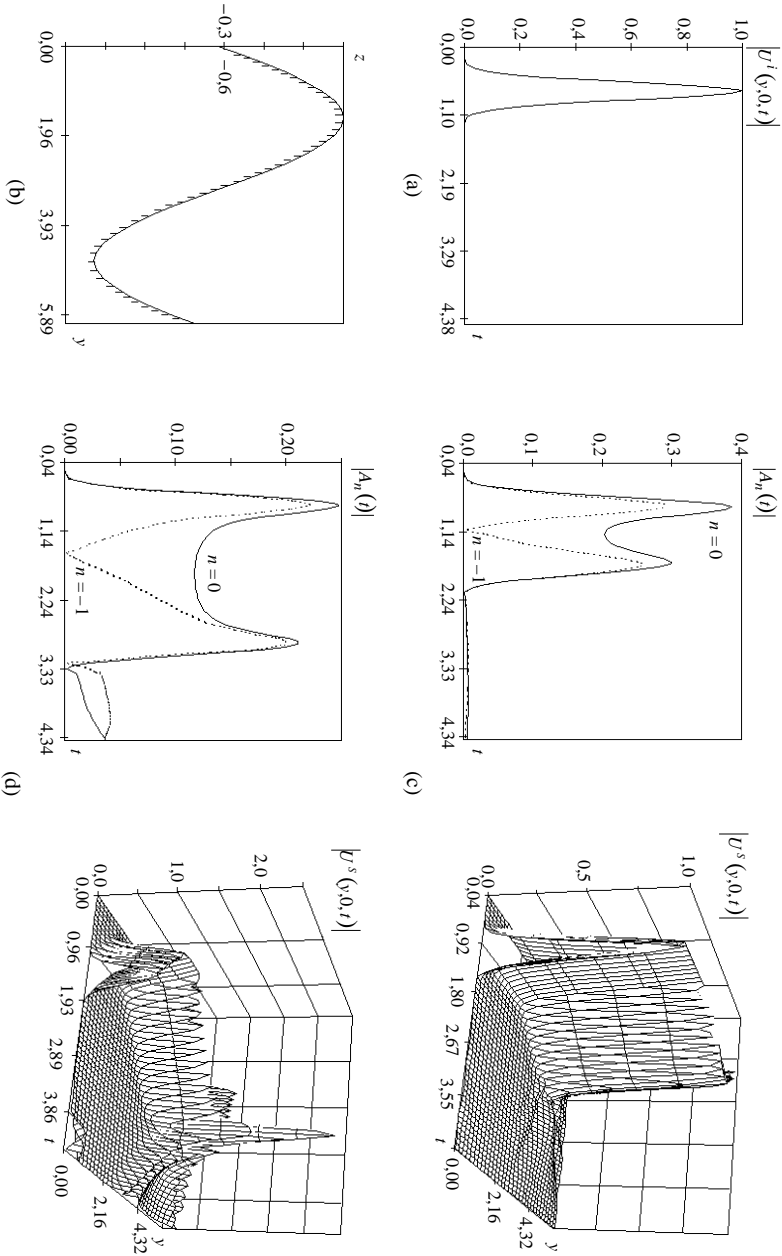 |U^i(y,0,t)|
1,0
0,8
0,6
0,4
0,2
0,0
0,00
1,10
2,19
3,29
4,38
t
(a)
z
−0,3
−0,6
0,00
1,96
3,93
5,89
y
(b)
|A_n(t)|
0,4
0,3
0,2
0,1
0,0
n = 0
n = −1
0,04
1,14
2,24
3,33
4,34
t
(c)
|A_n(t)|
0,20
0,10
0,00
n = 0
n = −1
0,04
1,14
2,24
3,33
4,34
t
(d)
|U^s(y,0,t)|
1,0
0,5
0,0
0,04
0,92
1,80
2,67
3,55
t
0,00
2,16
4,32
y
|U^s(y,0,t)|
2,0
1,0
0,0
0,00
0,96
1,93
2,89
3,86
t
0,00
2,16
4,32
y